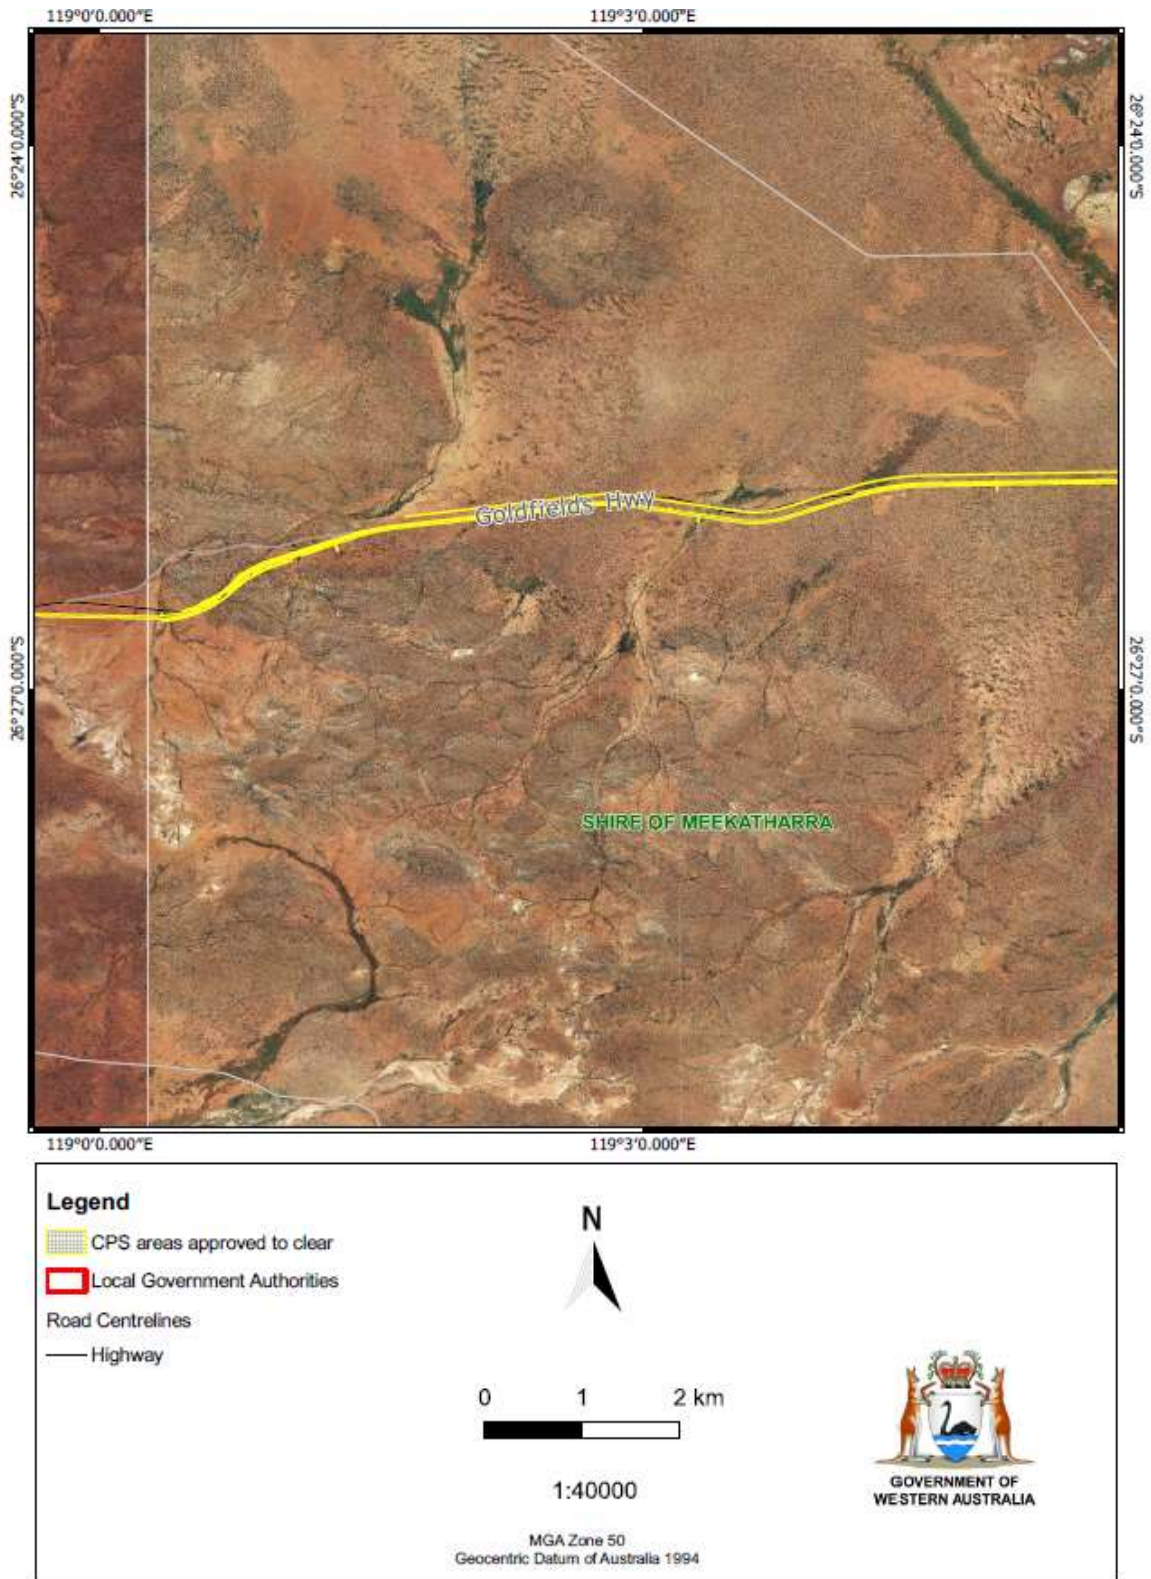 119°0'0.000"E
119°3'0.000"E
26°24'0.000"S
26°24'0.000"S
Goldfields Hwy
26°27'0.000"S
26°27'0.000"S
SHIRE OF MEEKATHARRA
119°0'0.000"E
119°3'0.000"E
Legend
CPS areas approved to clear
Local Government Authorities
Road Centrelines
Highway
N
0 1 2 km
1:40000
MGA Zone 50
Geocentric Datum of Australia 1994
GOVERNMENT OF
WESTERN AUSTRALIA